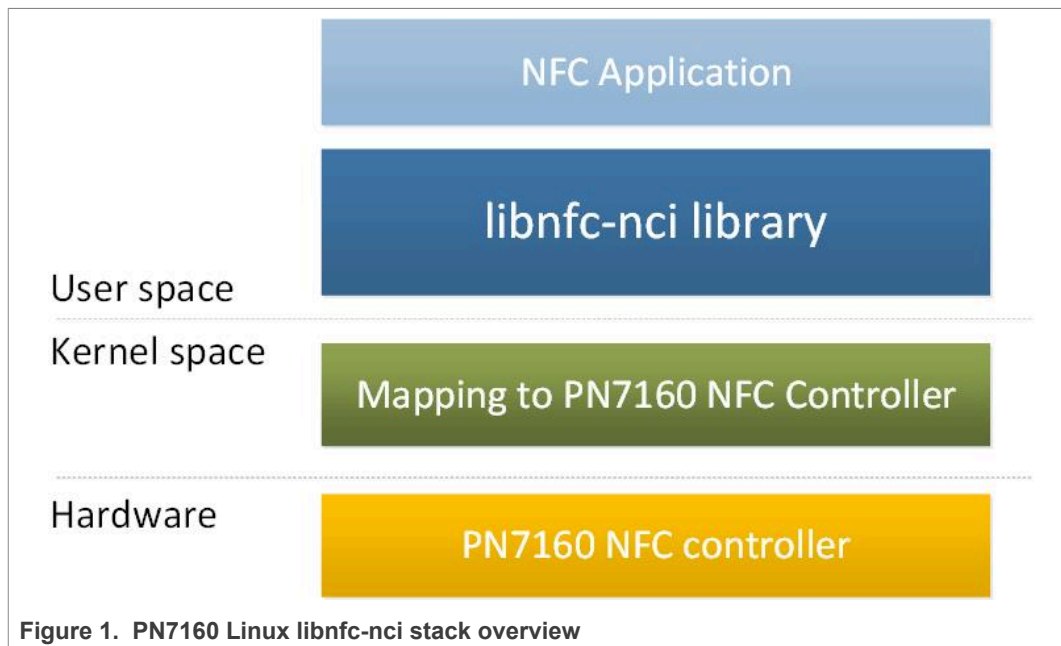 NFC Application
libnfc-nci library
User space
Kernel space
Mapping to PN7160 NFC Controller
Hardware
PN7160 NFC controller
Figure 1. PN7160 Linux libnfc-nci stack overview